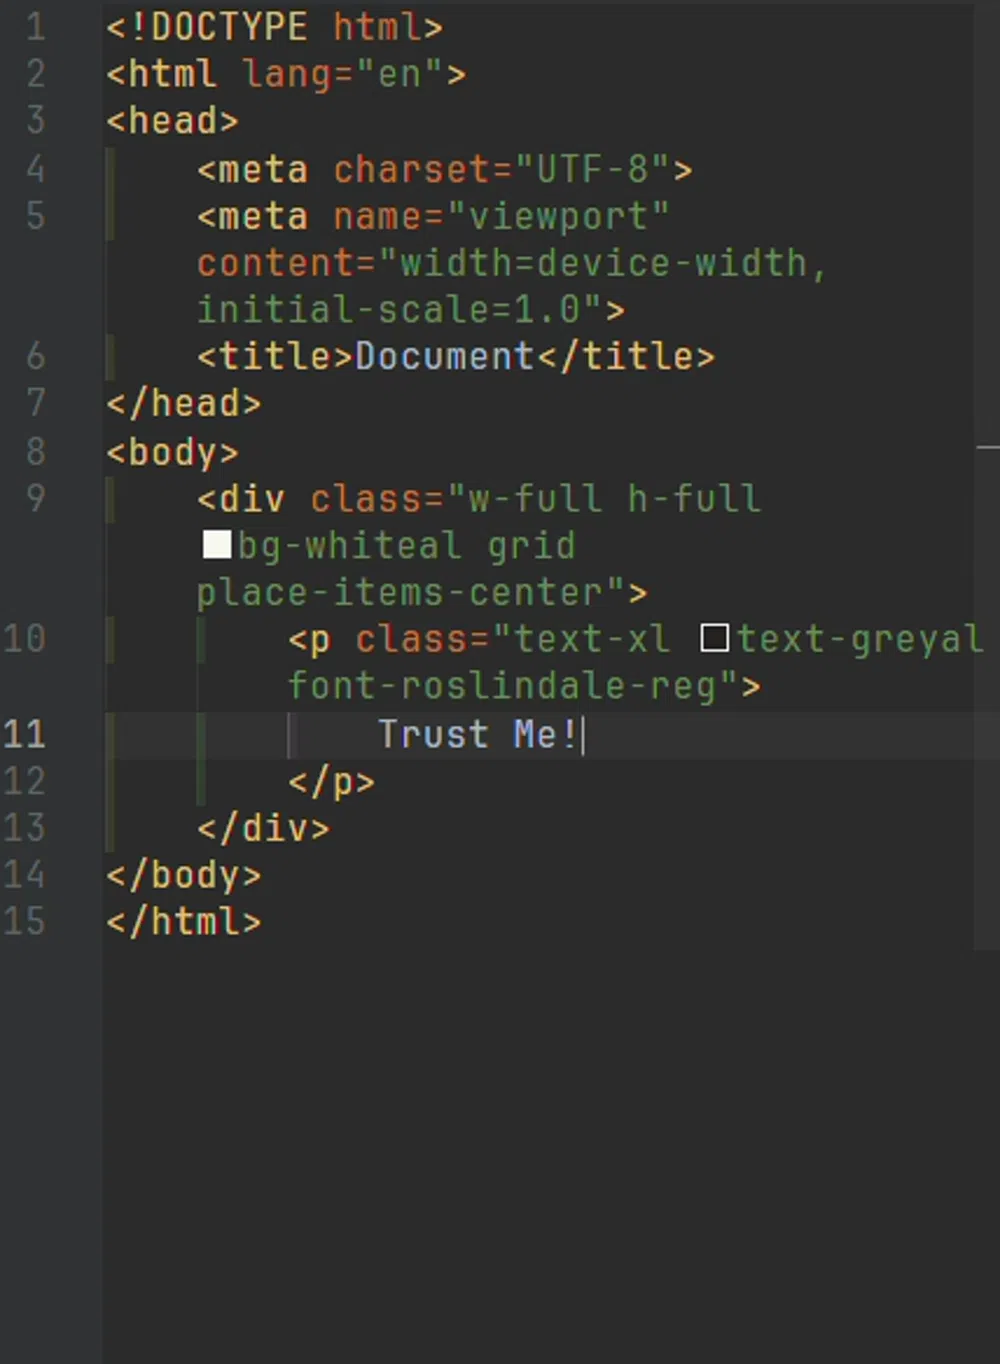 1 <!DOCTYPE html>
2 <html lang="en">
3 <head>
4 <meta charset="UTF-8">
5 <meta name="viewport"
content="width=device-width,
initial-scale=1.0">
6 <title>Document</title>
7 </head>
8 <body>
9 <div class="w-full h-full
bg-whiteal grid
place-items-center">
10 <p class="text-xl text-greyal
font-roslindale-reg">
11 Trust Me!
12 </p>
13 </div>
14 </body>
15 </html>